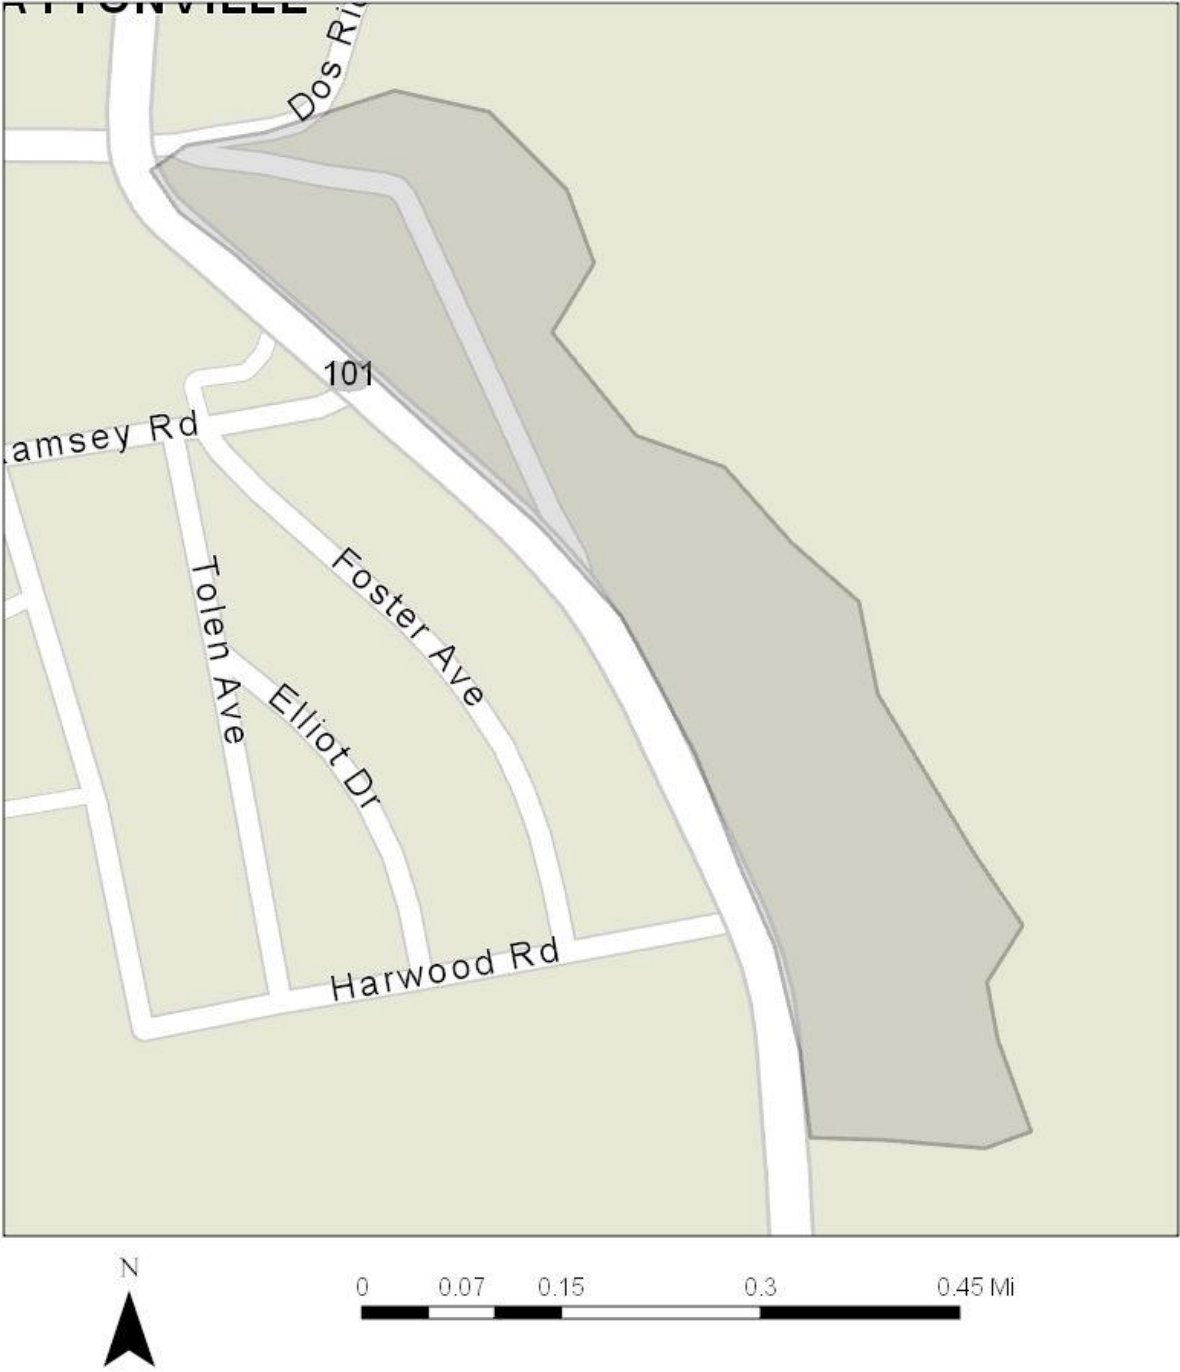 ATTONVILLE
Dos Ri
101
amsey Rd
Foster Ave
Tolen Ave
Elliot Dr
Harwood Rd
N
0 0.07 0.15 0.3 0.45 Mi